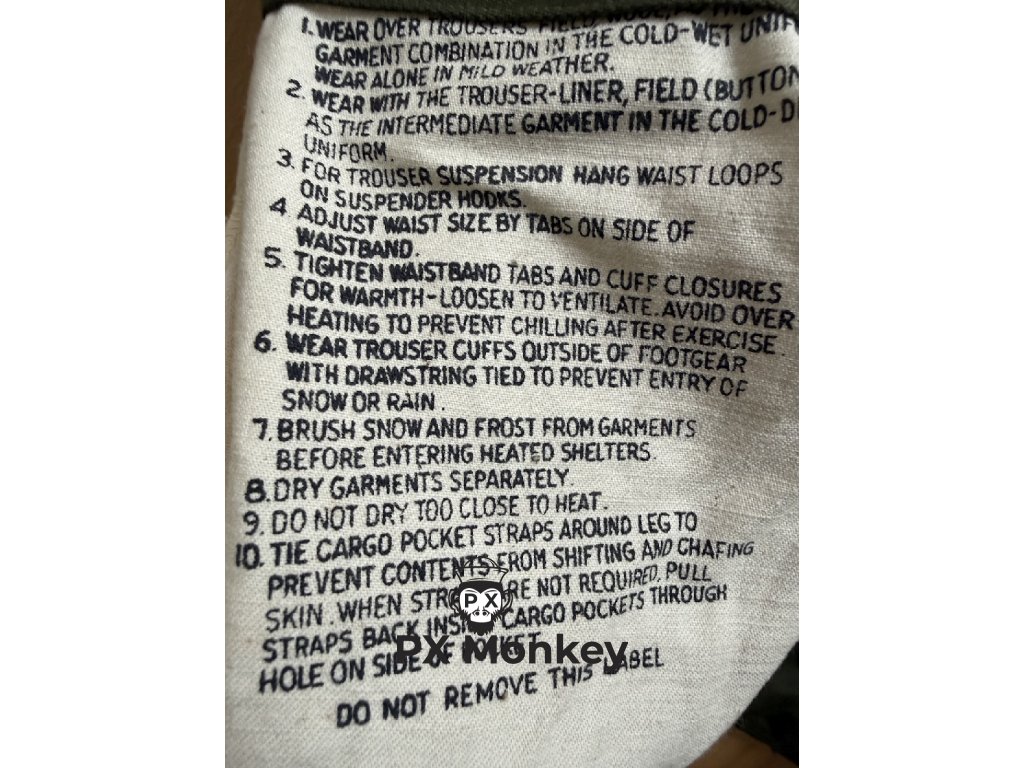 1. WEAR OVER TROUSERS, FIELD,
GARMENT COMBINATION IN THE COLD-WET
WEAR ALONE IN MILD WEATHER.
2. WEAR WITH THE TROUSER-LINER, FIELD (BUTTON
AS THE INTERMEDIATE GARMENT IN THE COLD-D
UNIFORM.
3. FOR TROUSER SUSPENSION HANG WAIST LOOPS
ON SUSPENDER HOOKS.
4 ADJUST WAIST SIZE BY TABS ON SIDE OF
WAISTBAND.
5. TIGHTEN WAISTBAND TABS AND CUFF CLOSURES
FOR WARMTH-LOOSEN TO VENTILATE. AVOID OVER-
HEATING TO PREVENT CHILLING AFTER EXERCISE.
6. WEAR TROUSER CUFFS OUTSIDE OF FOOTGEAR
WITH DRAWSTRING TIED TO PREVENT ENTRY OF
SNOW OR RAIN.
7. BRUSH SNOW AND FROST FROM GARMENTS
BEFORE ENTERING HEATED SHELTERS
8. DRY GARMENTS SEPARATELY.
9. DO NOT DRY TOO CLOSE TO HEAT.
10. TIE CARGO POCKET STRAPS AROUND LEG TO
PREVENT CONTENTS FROM SHIFTING AND CHAFING
SKIN. WHEN NOT REQUIRED. PULL
STRAPS BACK CARGO POCKETS THROUGH
HOLE ON SIDE OF
PX
PX Monkey
DO NOT REMOVE THIS LABEL